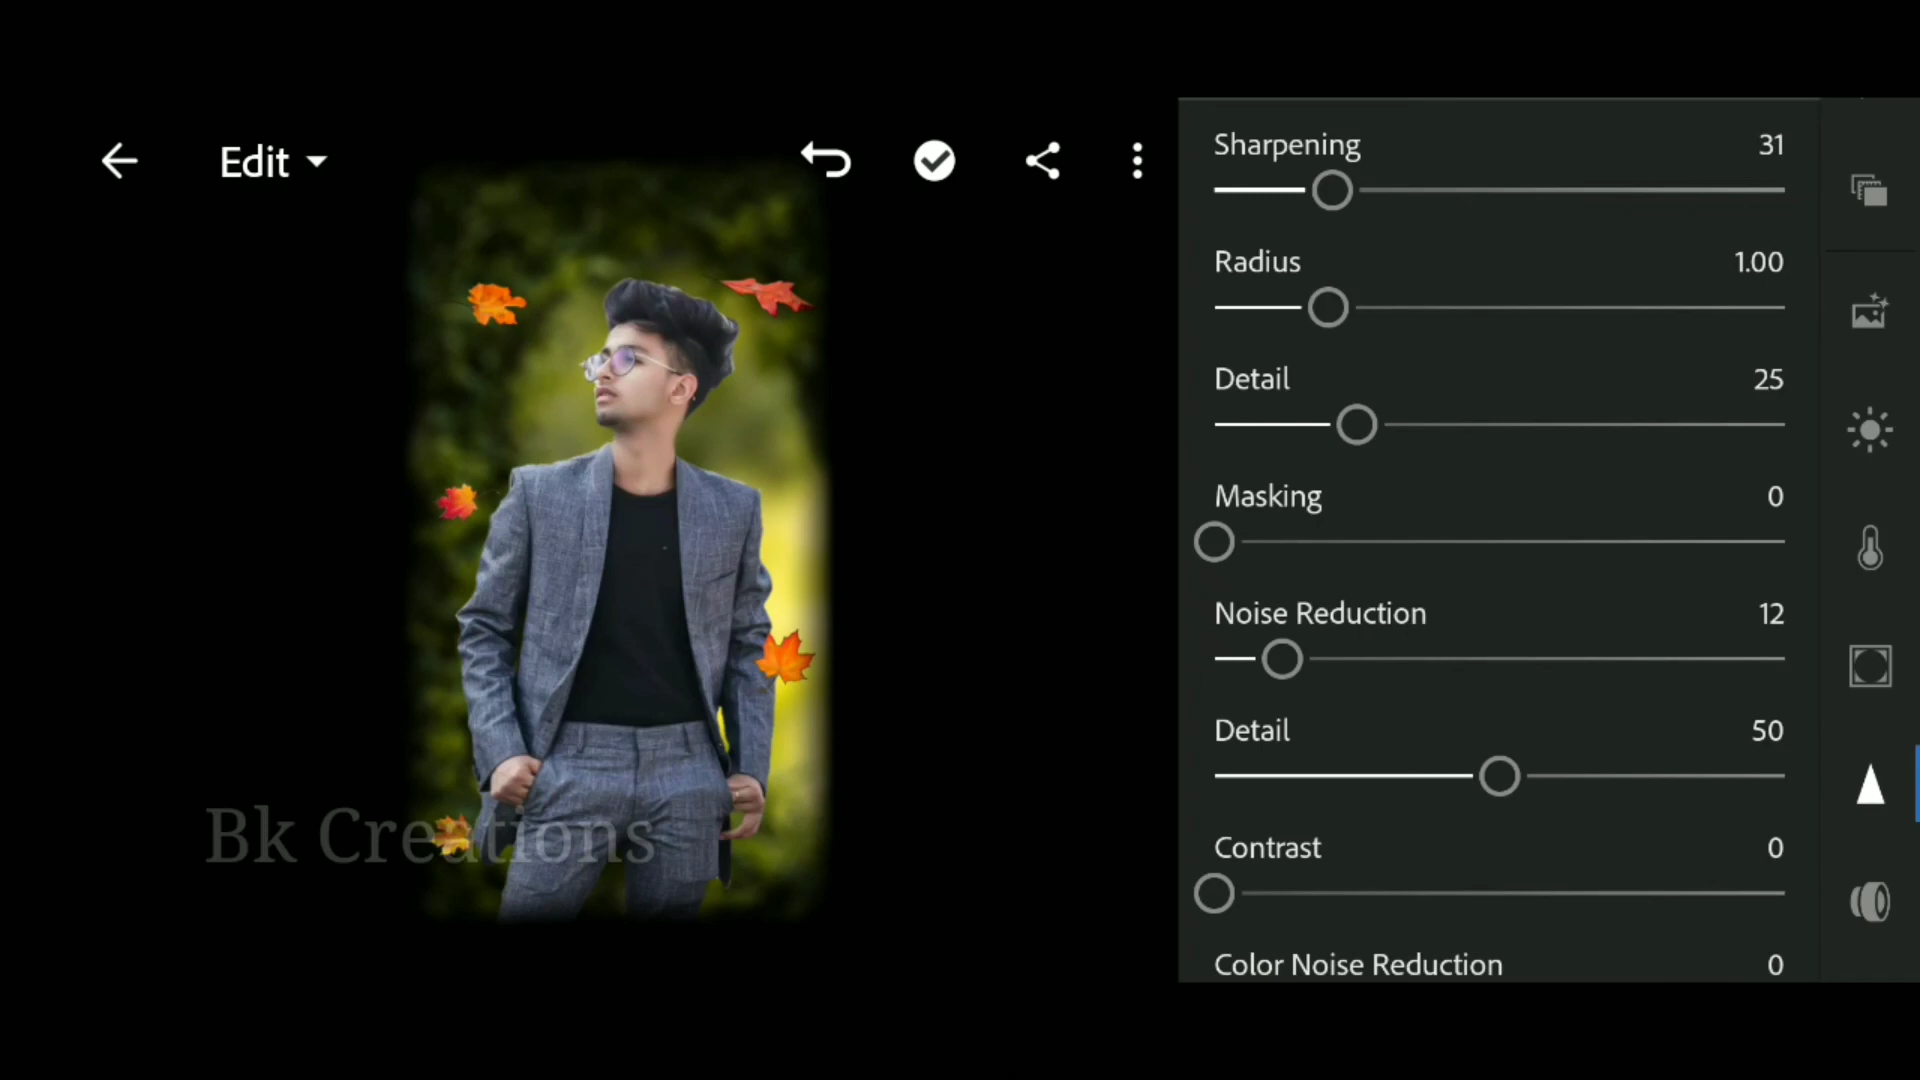 Edit
Sharpening 31
Radius 1.00
Detail 25
Masking 0
Noise Reduction 12
Detail 50
Contrast 0
Color Noise Reduction 0
Bk Creations